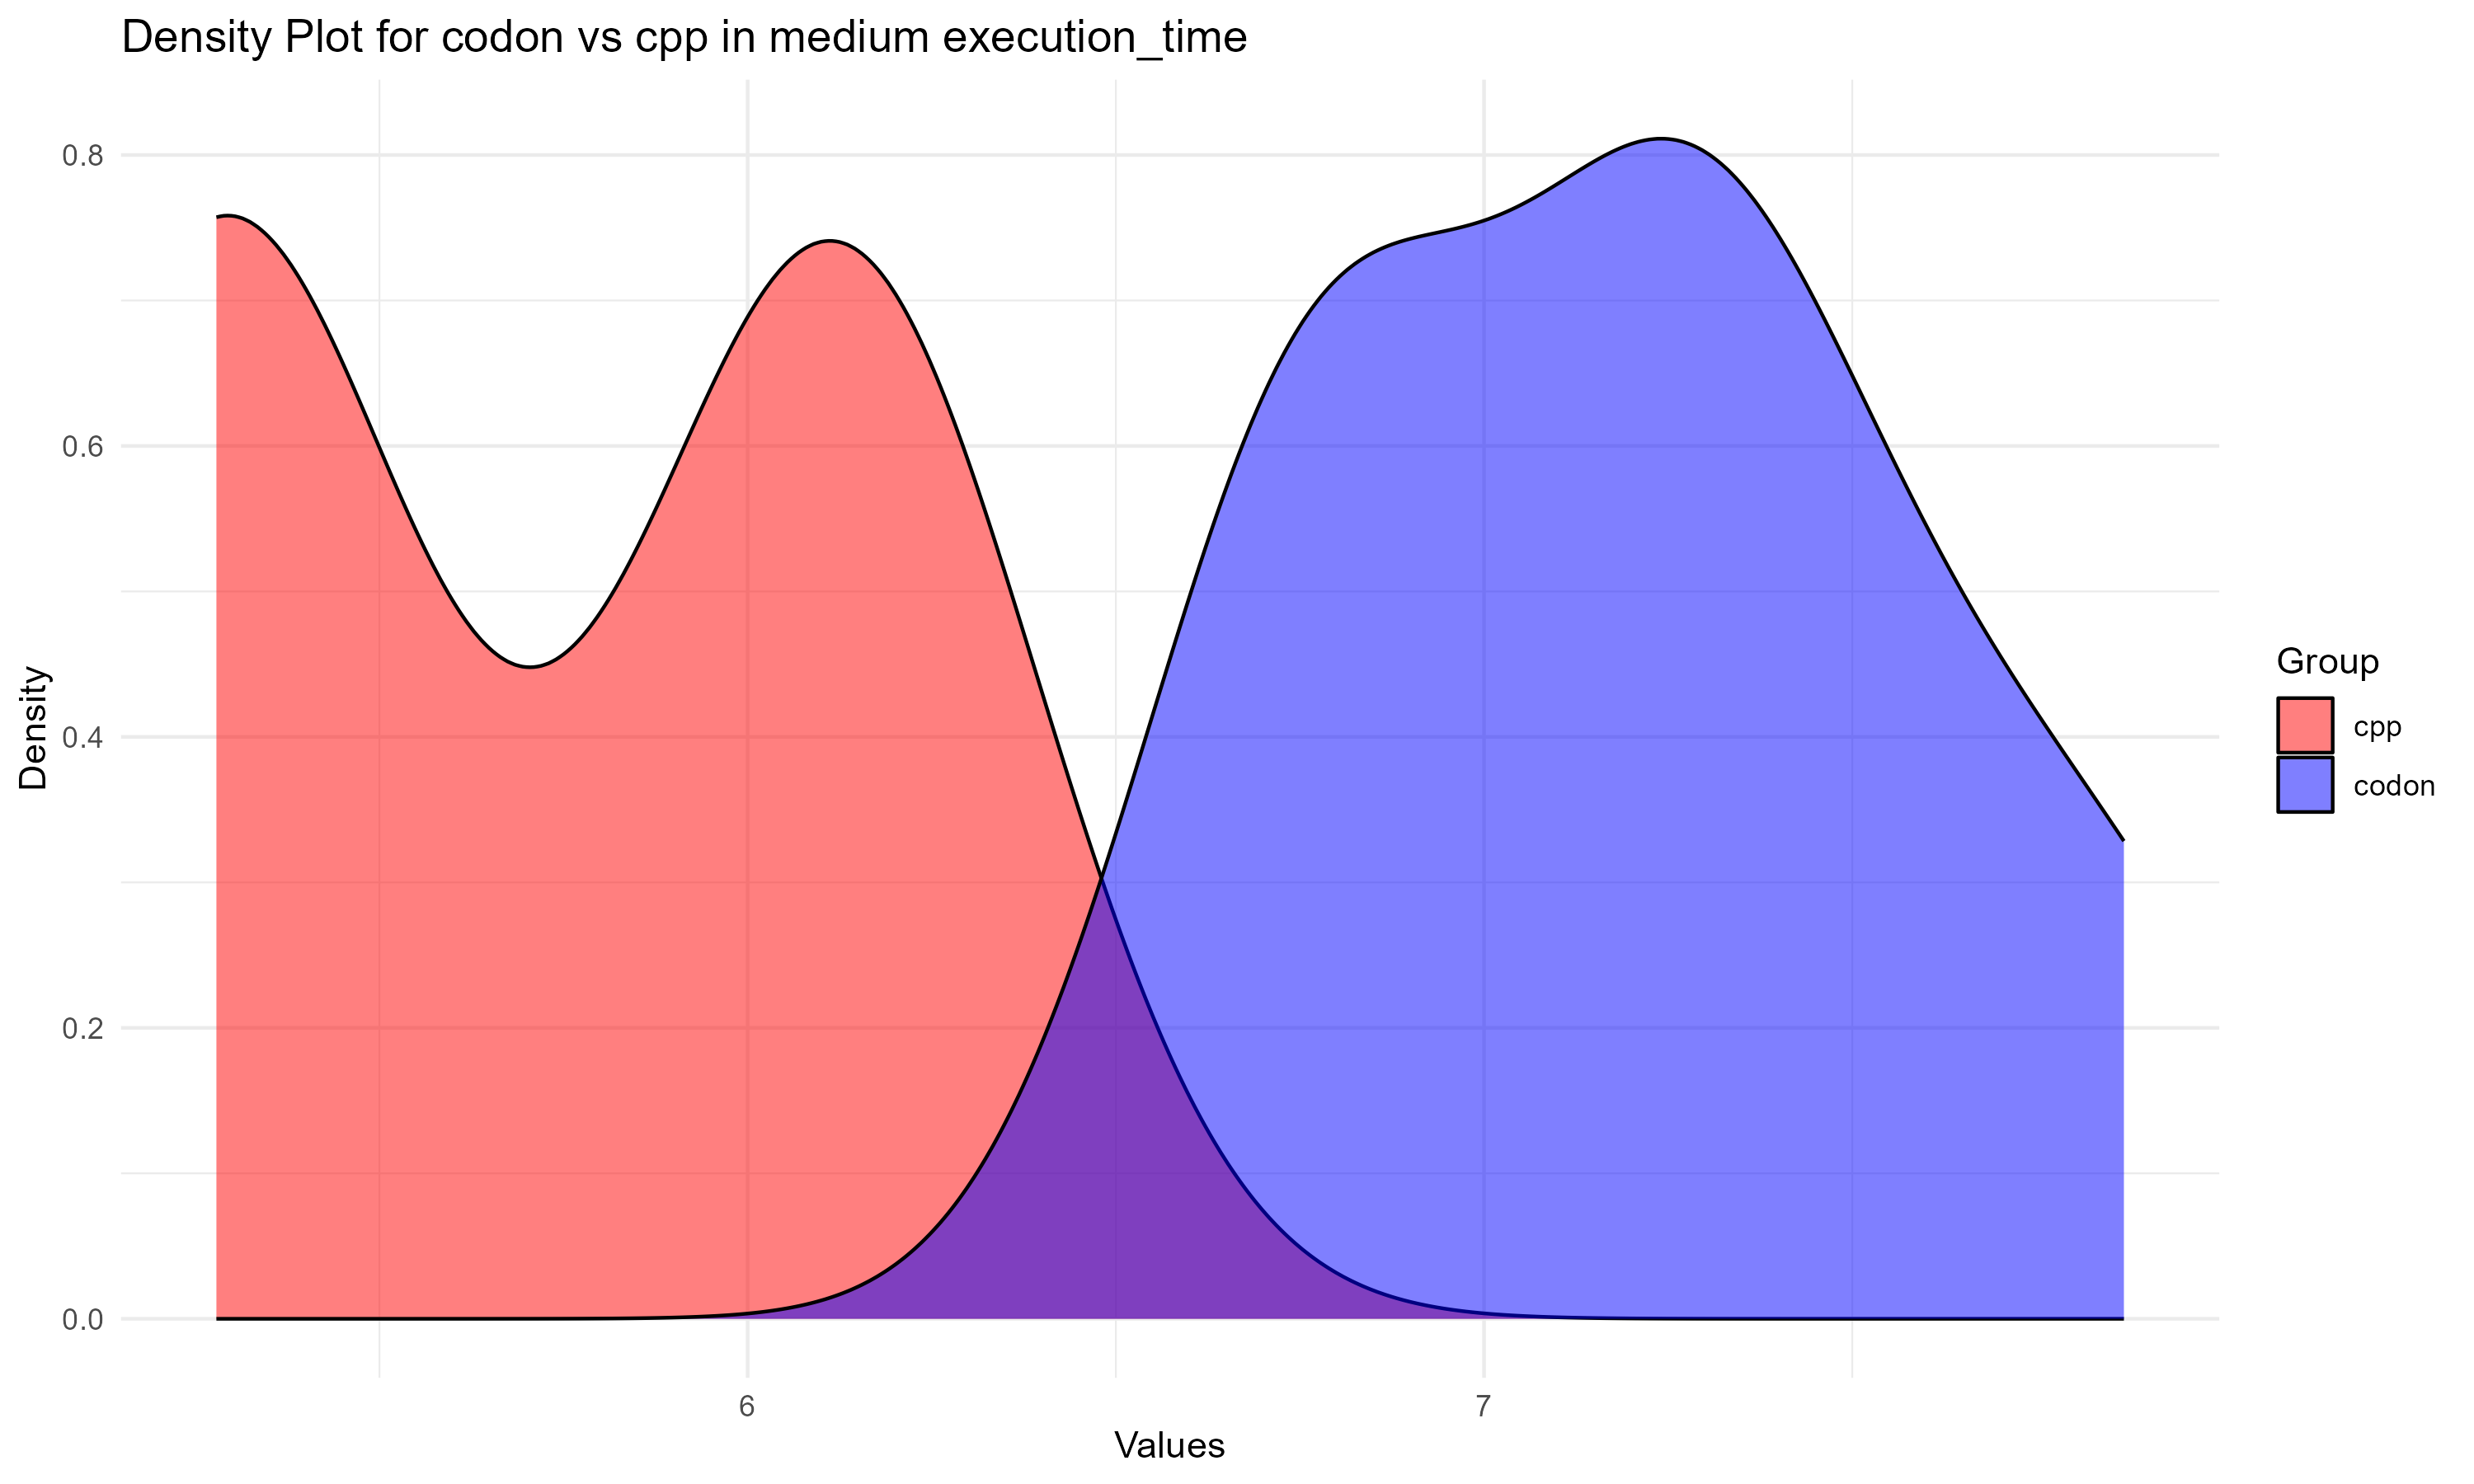 Density Plot for codon vs cpp in medium execution_time
0.8
0.6
0.4
0.2
0.0
Density
6
7
Values
Group
cpp
codon